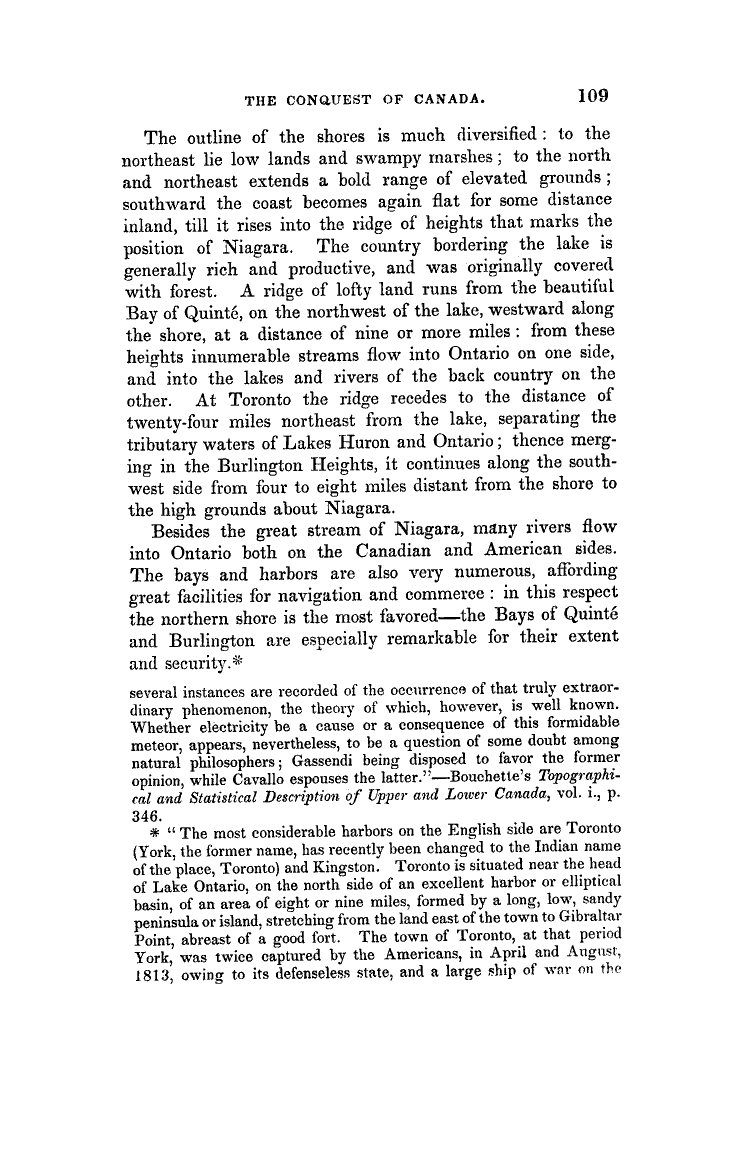 THE CONQUEST OF CANADA. 109
The outline of the shores is much diversified : to the
northeast lie low lands and swampy marshes ; to the north
and northeast extends a bold range of elevated grounds ;
southward the coast becomes again flat for some distance
inland, till it rises into the ridge of heights that marks the
position of Niagara. The country bordering the lake is
generally rich and productive, and was originally covered
with forest. A ridge of lofty land runs from the beautiful
Bay of Quinté, on the northwest of the lake, westward along
the shore, at a distance of nine or more miles : from these
heights innumerable streams flow into Ontario on one side,
and into the lakes and rivers of the back country on the
other. At Toronto the ridge recedes to the distance of
twenty-four miles northeast from the lake, separating the
tributary waters of Lakes Huron and Ontario ; thence merg-
ing in the Burlington Heights, it continues along the south-
west side from four to eight miles distant from the shore to
the high grounds about Niagara.
Besides the great stream of Niagara, many rivers flow
into Ontario both on the Canadian and American sides.
The bays and harbors are also very numerous, affording
great facilities for navigation and commerce : in this respect
the northern shore is the most favored—the Bays of Quinté
and Burlington are especially remarkable for their extent
and security.*
several instances are recorded of the occurrence of that truly extraor-
dinary phenomenon, the theory of which, however, is well known.
Whether electricity be a cause or a consequence of this formidable
meteor, appears, nevertheless, to be a question of some doubt among
natural philosophers ; Gassendi being disposed to favor the former
opinion, while Cavallo espouses the latter."—Bouchette's Topographi-
cal and Statistical Description of Upper and Lower Canada, vol. i., p.
346.
* " The most considerable harbors on the English side are Toronto
(York, the former name, has recently been changed to the Indian name
of the place, Toronto) and Kingston. Toronto is situated near the head
of Lake Ontario, on the north side of an excellent harbor or elliptical
basin, of an area of eight or nine miles, formed by a long, low, sandy
peninsula or island, stretching from the land east of the town to Gibraltar
Point, abreast of a good fort. The town of Toronto, at that period
York, was twice captured by the Americans, in April and August,
1813, owing to its defenseless state, and a large ship of war on the